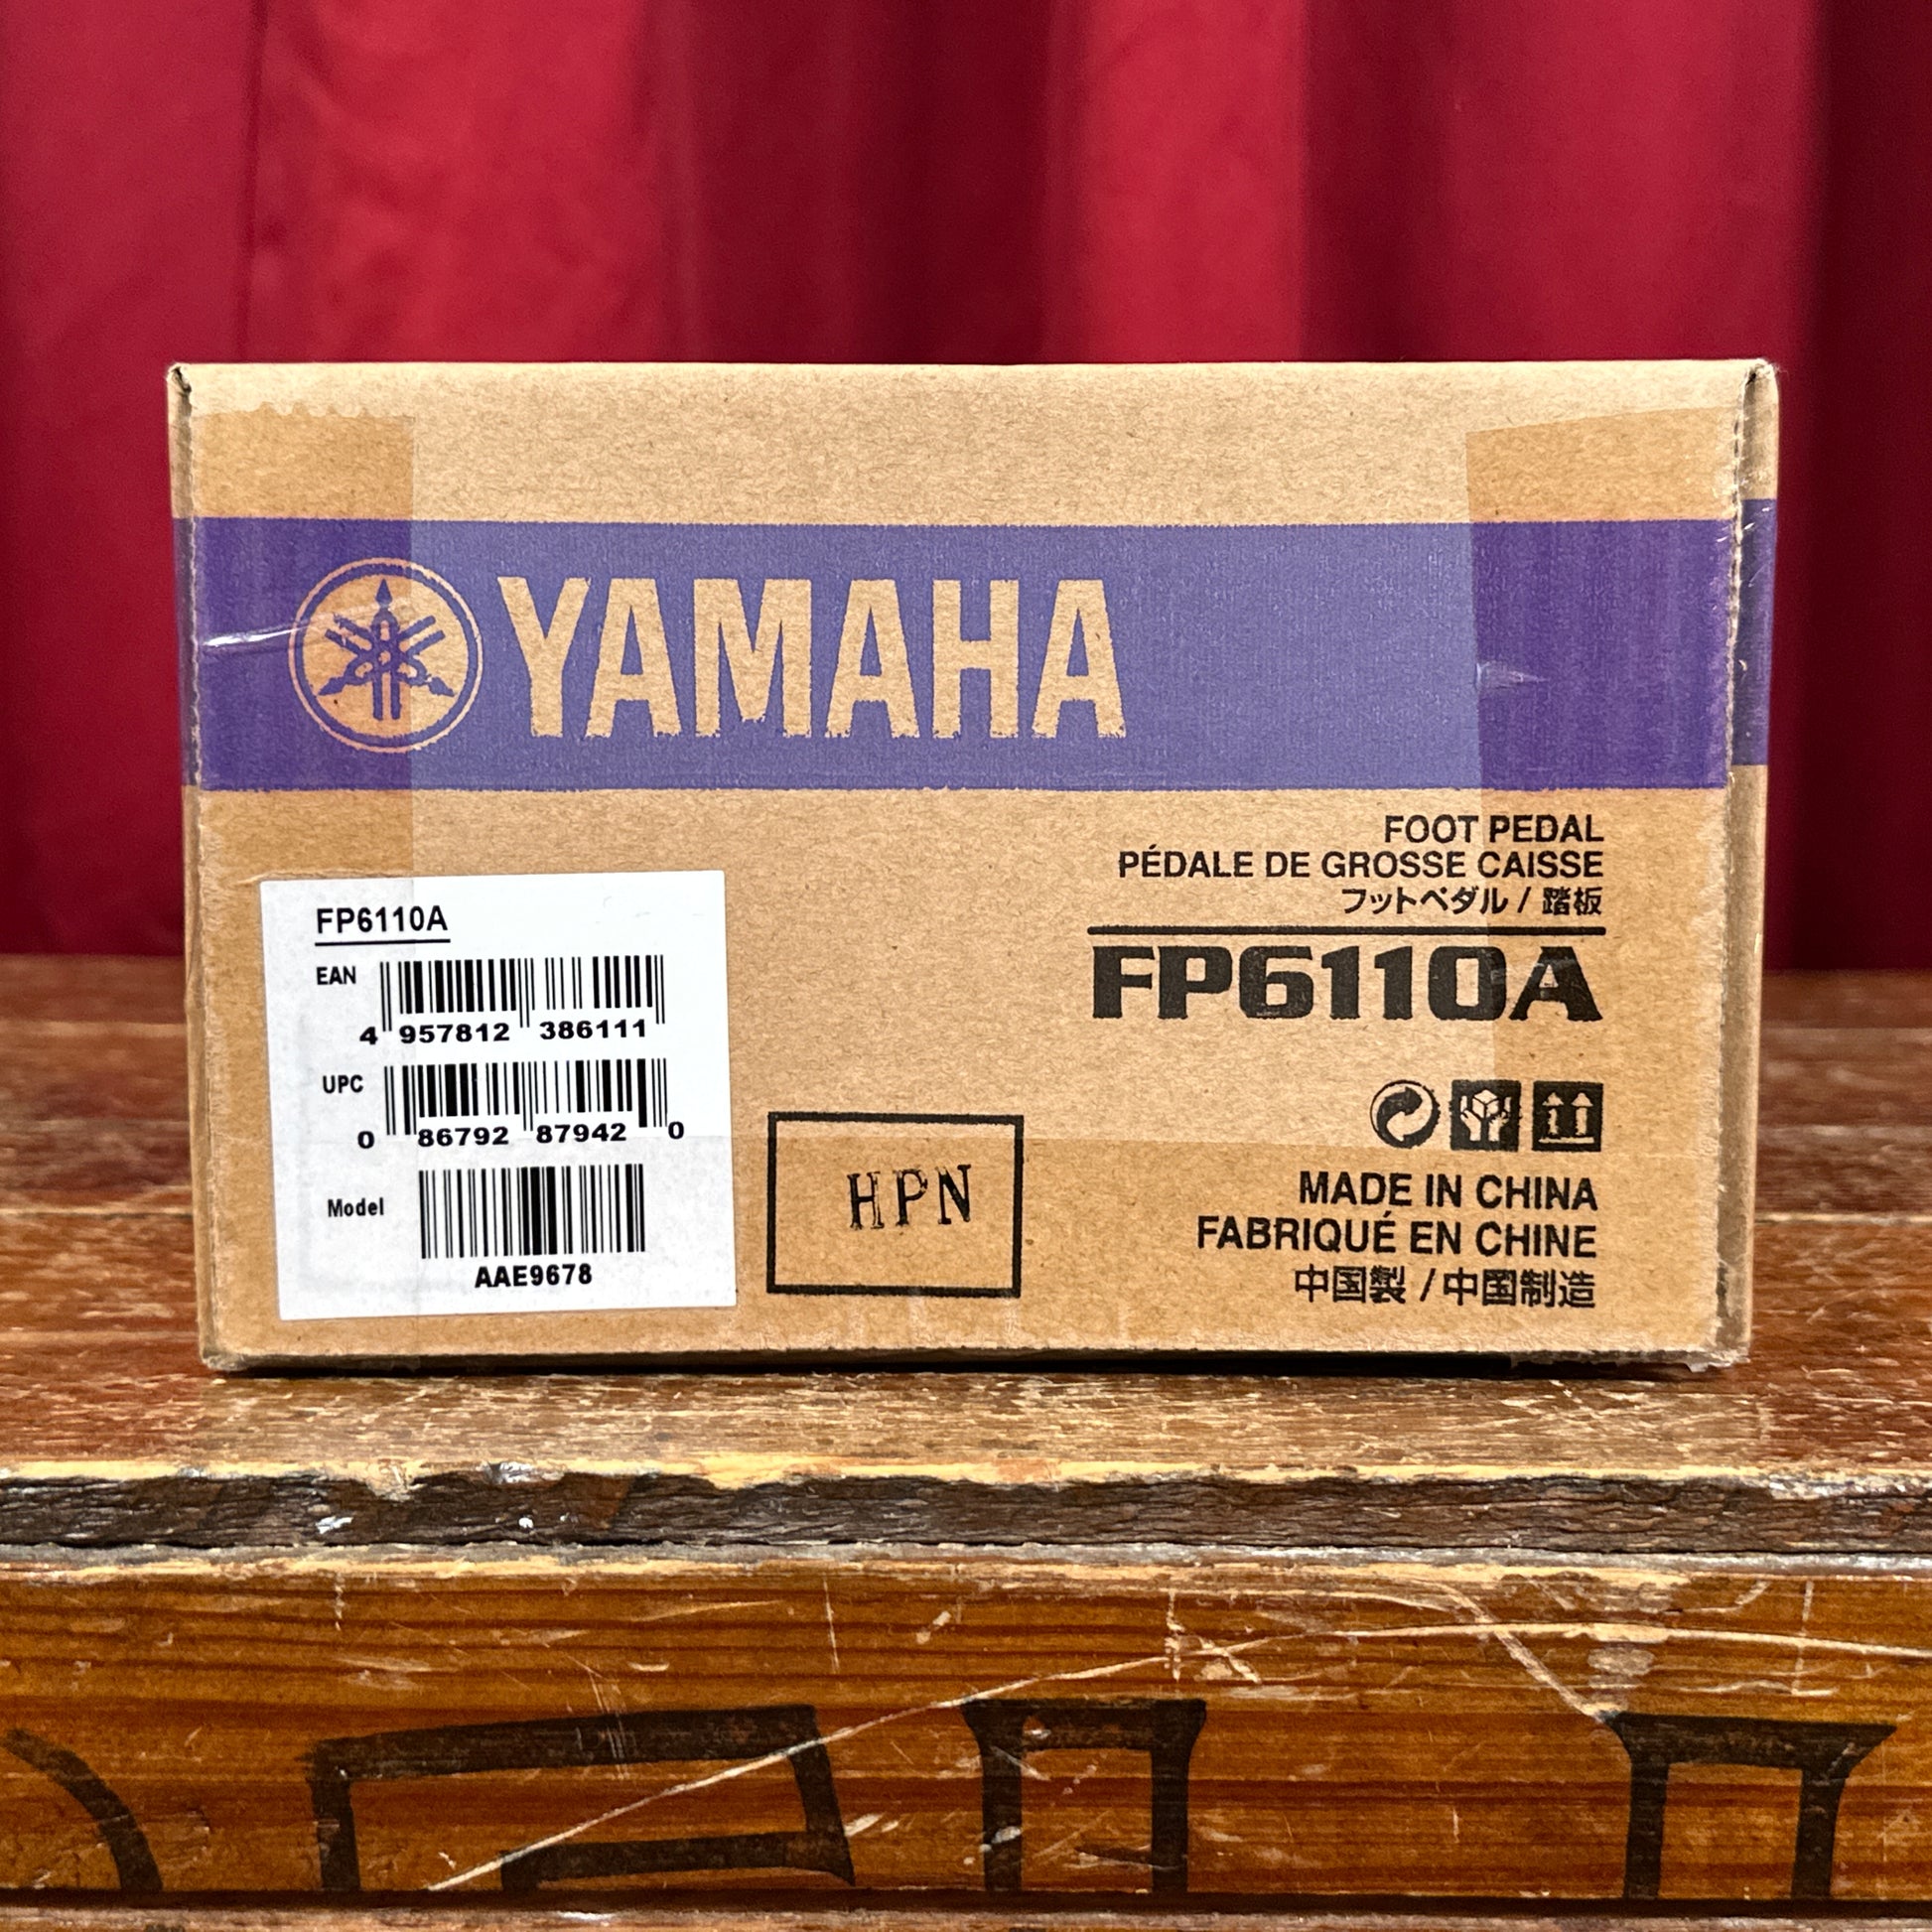 YAMAHA
FOOT PEDAL
PÉDALE DE GROSSE CAISSE
フットペダル / 踏板
FP6110A
FP6110A
EAN
4 957812 386111
UPC
0 86792 87942 0
Model
AAE9678
HPN
MADE IN CHINA
FABRIQUÉ EN CHINE
中国製 / 中国制造